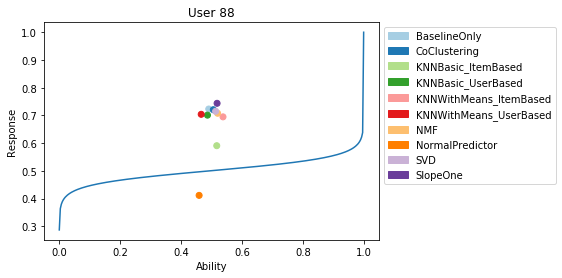 User 88
1.0
0.9
0.8
0.7
0.6
0.5
0.4
0.3
Response
0.0 0.2 0.4 0.6 0.8 1.0
Ability
BaselineOnly
CoClustering
KNNBasic_ItemBased
KNNBasic_UserBased
KNNWithMeans_ItemBased
KNNWithMeans_UserBased
NMF
NormalPredictor
SVD
SlopeOne